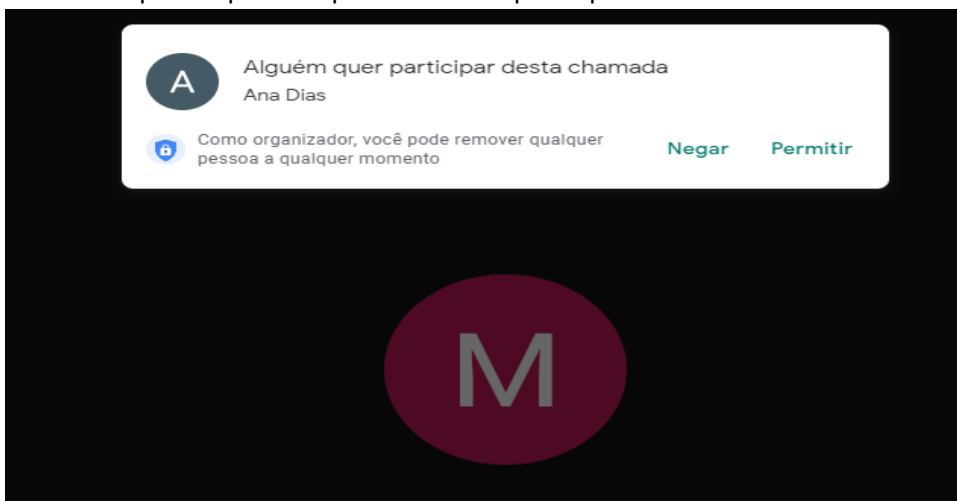 A
Alguém quer participar desta chamada
Ana Dias
Como organizador, você pode remover qualquer
pessoa a qualquer momento
Negar Permitir
M